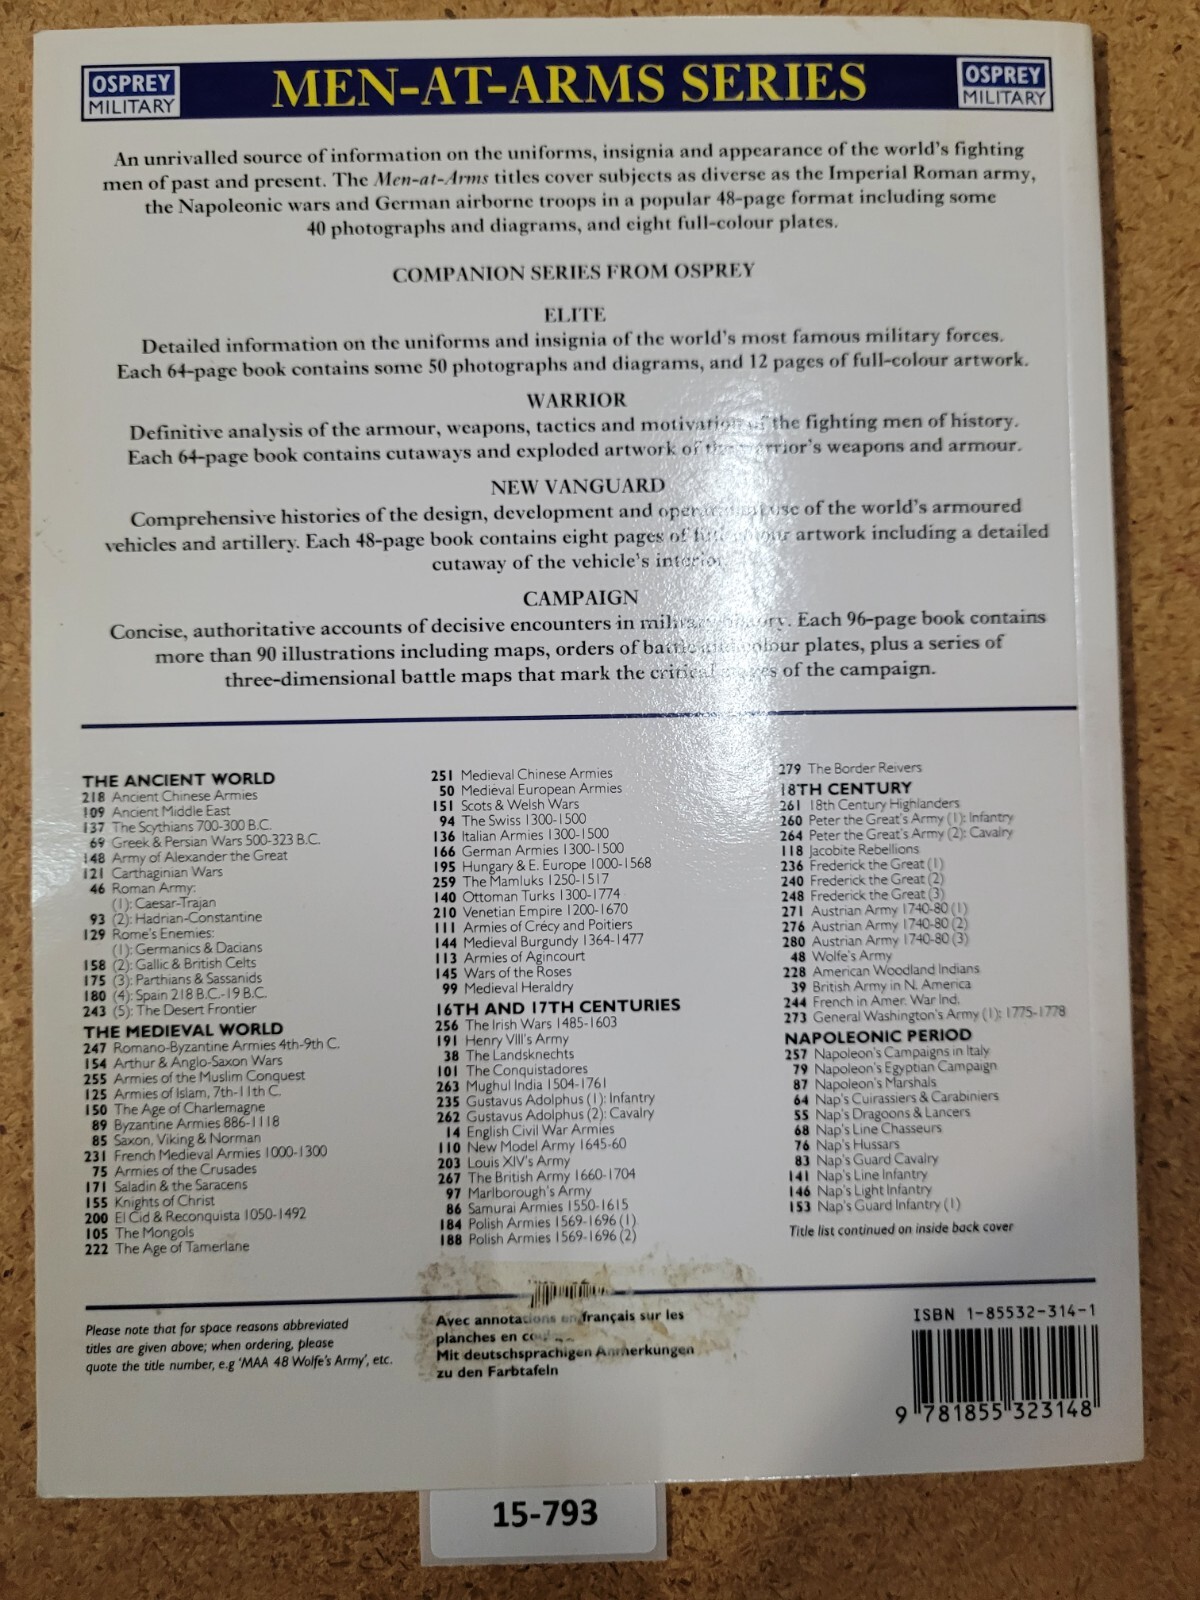 OSPREY
MILITARY
MEN-AT-ARMS SERIES
OSPREY
MILITARY
An unrivalled source of information on the uniforms, insignia and appearance of the world's fighting
men of past and present. The Men-at-Arms titles cover subjects as diverse as the Imperial Roman army,
the Napoleonic wars and German airborne troops in a popular 48-page format including some
40 photographs and diagrams, and eight full-colour plates.
COMPANION SERIES FROM OSPREY
ELITE
Detailed information on the uniforms and insignia of the world's most famous military forces.
Each 64-page book contains some 50 photographs and diagrams, and 12 pages of full-colour artwork.
WARRIOR
Definitive analysis of the armour, weapons, tactics and motivation of the fighting men of history.
Each 64-page book contains cutaways and exploded artwork of the warrior's weapons and armour.
NEW VANGUARD
Comprehensive histories of the design, development and use of the world's armoured
vehicles and artillery. Each 48-page book contains eight pages of artwork including a detailed
cutaway of the vehicle's interior.
CAMPAIGN
Concise, authoritative accounts of decisive encounters in military history. Each 96-page book contains
more than 90 illustrations including maps, orders of battle colour plates, plus a series of
three-dimensional battle maps that mark the critical of the campaign.
THE ANCIENT WORLD
218 Ancient Chinese Armies
109 Ancient Middle East
137 The Scythians 700-300 B.C.
69 Greek & Persian Wars 500-323 B.C.
148 Army of Alexander the Great
121 Carthaginian Wars
46 Roman Army:
(1): Caesar-Trajan
93 (2): Hadrian-Constantine
129 Rome's Enemies:
(1): Germanics & Dacians
158 (2): Gallic & British Celts
175 (3): Parthians & Sassanids
180 (4): Spain 218 B.C.-19 B.C.
243 (5): The Desert Frontier
THE MEDIEVAL WORLD
247 Romano-Byzantine Armies 4th-9th C.
154 Arthur & Anglo-Saxon Wars
255 Armies of the Muslim Conquest
125 Armies of Islam, 7th-11th C.
150 The Age of Charlemagne
89 Byzantine Armies 886-1118
85 Saxon, Viking & Norman
231 French Medieval Armies 1000-1300
75 Armies of the Crusades
171 Saladin & the Saracens
155 Knights of Christ
200 El Cid & Reconquista 1050-1492
105 The Mongols
222 The Age of Tamerlane
251 Medieval Chinese Armies
50 Medieval European Armies
151 Scots & Welsh Wars
94 The Swiss 1300-1500
136 Italian Armies 1300-1500
166 German Armies 1300-1500
195 Hungary & E. Europe 1000-1568
259 The Mamluks 1250-1517
140 Ottoman Turks 1300-1774
210 Venetian Empire 1200-1670
111 Armies of Crécy and Poitiers
144 Medieval Burgundy 1364-1477
113 Armies of Agincourt
145 Wars of the Roses
99 Medieval Heraldry
16TH AND 17TH CENTURIES
256 The Irish Wars 1485-1603
191 Henry VIII's Army
38 The Landsknechts
101 The Conquistadores
263 Mughul India 1504-1761
235 Gustavus Adolphus (1): Infantry
262 Gustavus Adolphus (2): Cavalry
14 English Civil War Armies
110 New Model Army 1645-60
203 Louis XIV's Army
267 The British Army 1660-1704
97 Marlborough's Army
86 Samurai Armies 1550-1615
184 Polish Armies 1569-1696 (1)
188 Polish Armies 1569-1696 (2)
279 The Border Reivers
18TH CENTURY
261 18th Century Highlanders
260 Peter the Great's Army (1): Infantry
264 Peter the Great's Army (2): Cavalry
118 Jacobite Rebellions
236 Frederick the Great (1)
240 Frederick the Great (2)
248 Frederick the Great (3)
271 Austrian Army 1740-80 (1)
276 Austrian Army 1740-80 (2)
280 Austrian Army 1740-80 (3)
48 Wolfe's Army
228 American Woodland Indians
39 British Army in N. America
244 French in Amer. War Ind.
273 General Washington's Army (1): 1775-1778
NAPOLEONIC PERIOD
257 Napoleon's Campaigns in Italy
79 Napoleon's Egyptian Campaign
87 Napoleon's Marshals
64 Nap's Cuirassiers & Carabiniers
55 Nap's Dragoons & Lancers
68 Nap's Line Chasseurs
76 Nap's Hussars
83 Nap's Guard Cavalry
141 Nap's Line Infantry
146 Nap's Light Infantry
153 Nap's Guard Infantry (1)
Title list continued on inside back cover
Please note that for space reasons abbreviated
titles are given above; when ordering, please
quote the title number, e.g 'MAA 48 Wolfe's Army', etc.
Avec annotations en français sur les
planches en
Mit deutschsprachigen Anmerkungen
zu den Farbtafeln
ISBN 1-85532-314-1
9 781855 323148
15-793